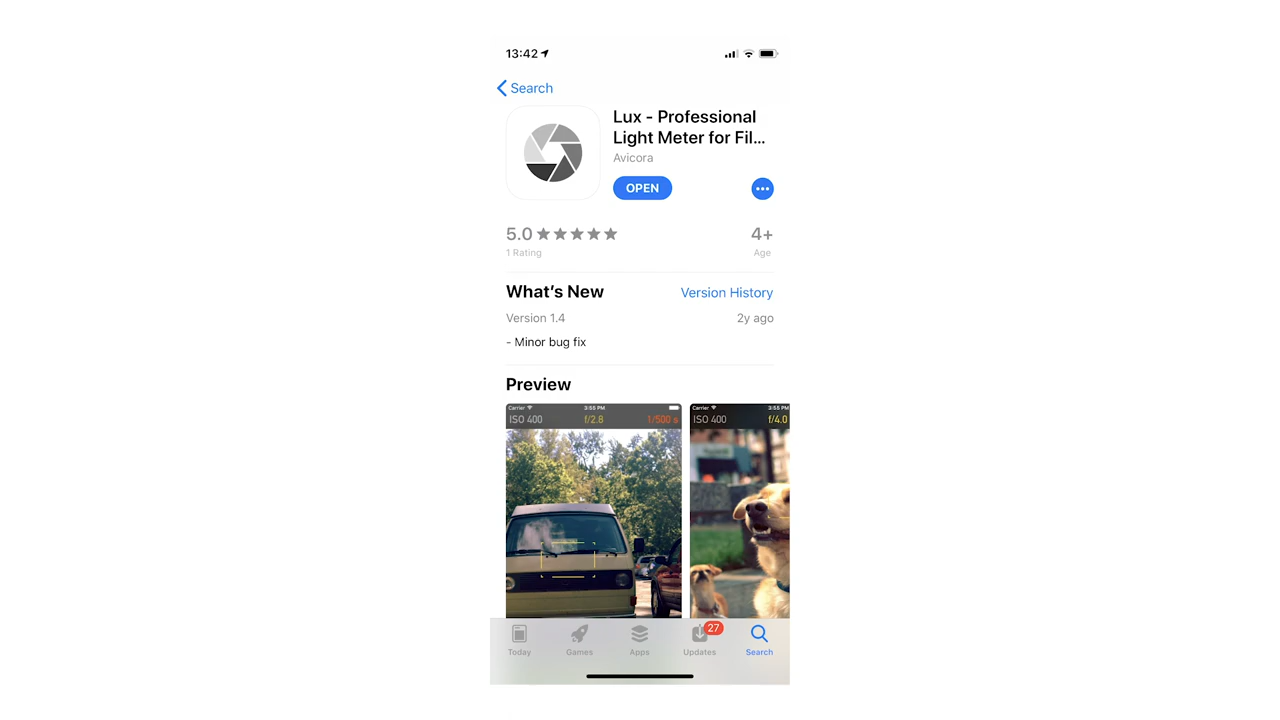 13:42
Search
Lux - Professional
Light Meter for Fil...
Avicora
OPEN
5.0
4+
1 Rating
Age
What's New
Version History
Version 1.4
2y ago
- Minor bug fix
Preview
Carrier
3:55 PM
ISO 400
f/2.8
1/500 s
Carrier
3:55 PM
ISO 400
f/4.0
27
Today
Games
Apps
Updates
Search